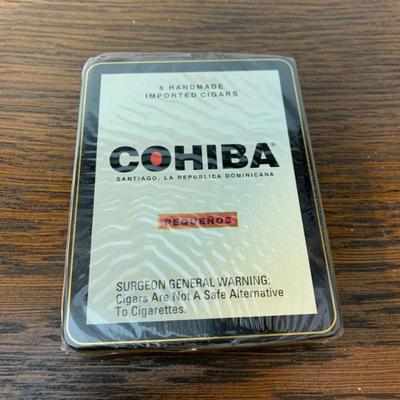 6 HANDMADE
IMPORTED CIGARS
COHIBA®
SANTIAGO, LA REPUBLICA DOMINICANA
PEQUEÑOS
SURGEON GENERAL WARNING:
Cigars Are Not A Safe Alternative
To Cigarettes.